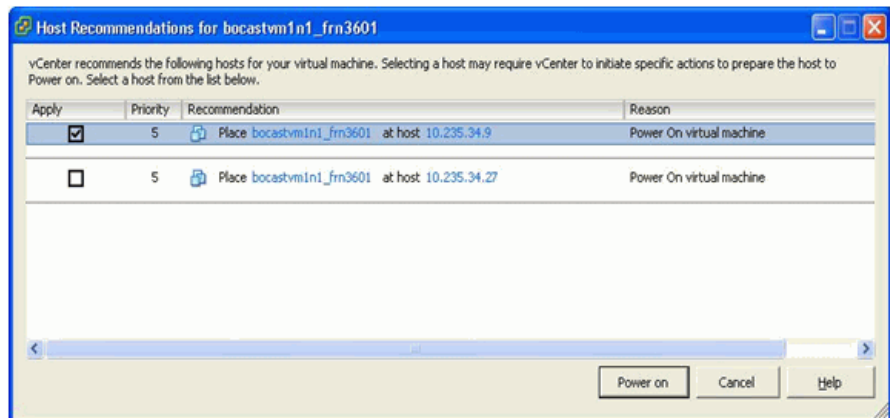 Host Recommendations for bocastvm1n1_frn3601
vCenter recommends the following hosts for your virtual machine. Selecting a host may require vCenter to initiate specific actions to prepare the host to
Power on. Select a host from the list below.
Apply Priority Recommendation Reason
5 Place bocastvm1n1_frn3601 at host 10.235.34.9 Power On virtual machine
5 Place bocastvm1n1_frn3601 at host 10.235.34.27 Power On virtual machine
Power on Cancel Help